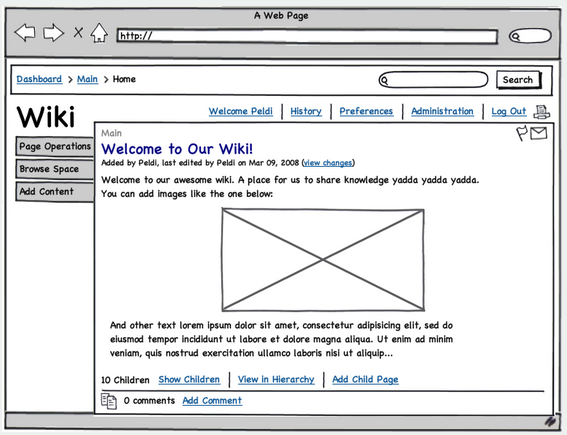 A Web Page
http://
Dashboard > Main > Home
Search
Wiki
Welcome Peldi | History | Preferences | Administration | Log Out
Page Operations
Browse Space
Add Content
Main
Welcome to Our Wiki!
Added by Peldi, last edited by Peldi on Mar 09, 2008 (view changes)
Welcome to our awesome wiki. A place for us to share knowledge yadda yadda yadda.
You can add images like the one below:
And other text lorem ipsum dolor sit amet, consectetur adipisicing elit, sed do
eiusmod tempor incididunt ut labore et dolore magna aliqua. Ut enim ad minim
veniam, quis nostrud exercitation ullamco laboris nisi ut aliquip...
10 Children Show Children | View in Hierarchy | Add Child Page
0 comments Add Comment